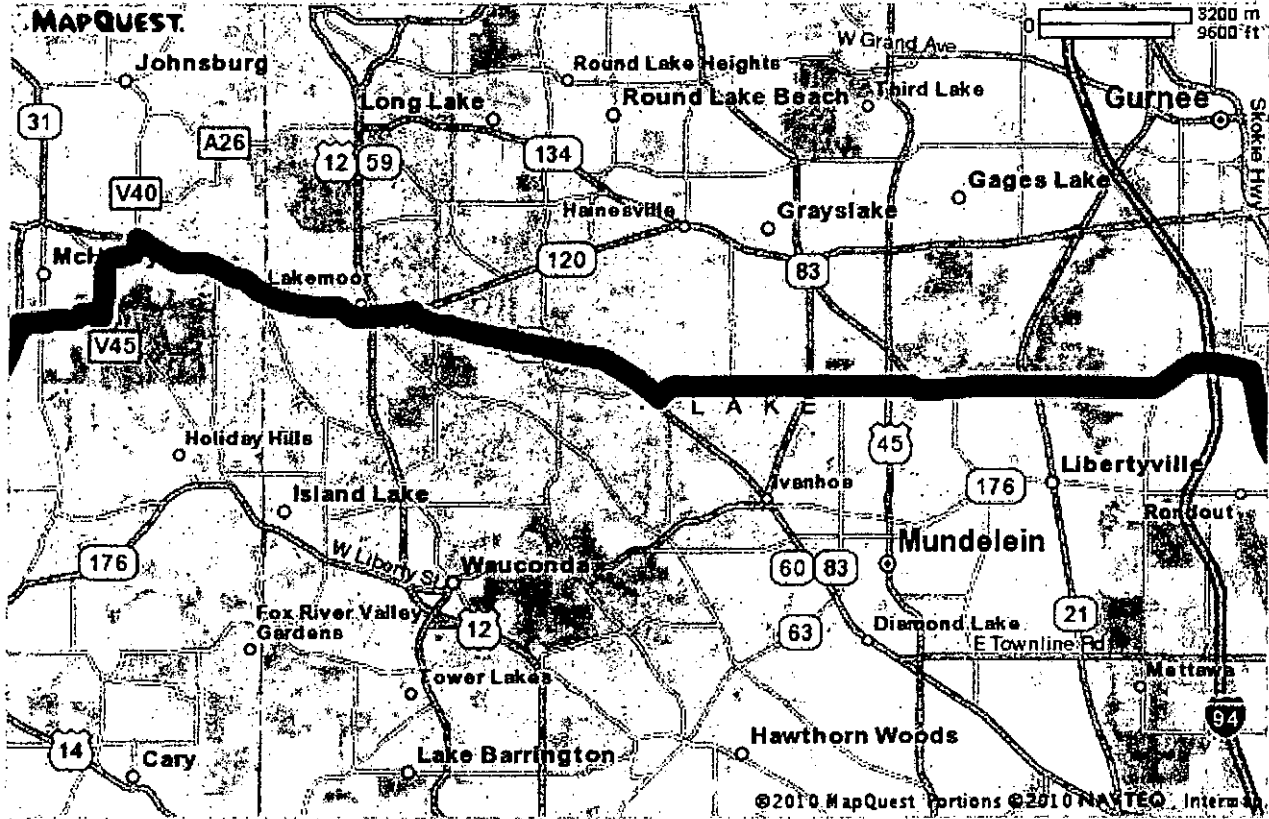 MAPQUEST.
3200 m
0
9600 ft
W Grand Ave
Johnsburg
Round Lake Heights
Long Lake
Round Lake Beach
Third Lake
Gurnee
Skokie Hwy
31
A26
12
59
134
V40
Gages Lake
Hainesville
Grayslake
120
83
Lakemoor
V45
LAKE
45
Holiday Hills
Libertyville
Island Lake
Ivanhoe
176
Rondout
176
W Liberty St
Wauconda
Mundelein
60
83
Fox River Valley
Gardens
12
63
21
Diamond Lake
E Townline Rd
Tower Lakes
Mettawa
94
14
Cary
Lake Barrington
Hawthorn Woods
©2010 MapQuest Portions ©2010 NAVTEQ, Intermap